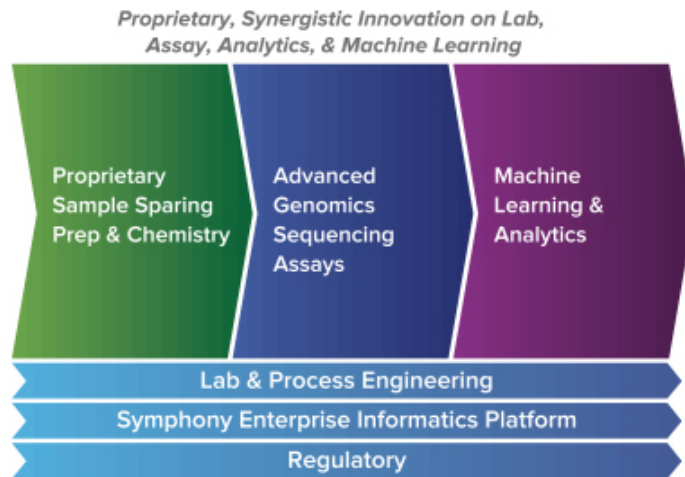 Proprietary, Synergistic Innovation on Lab,
Assay, Analytics, & Machine Learning
Proprietary
Sample Sparing
Prep & Chemistry
Advanced
Genomics
Sequencing
Assays
Machine
Learning &
Analytics
Lab & Process Engineering
Symphony Enterprise Informatics Platform
Regulatory